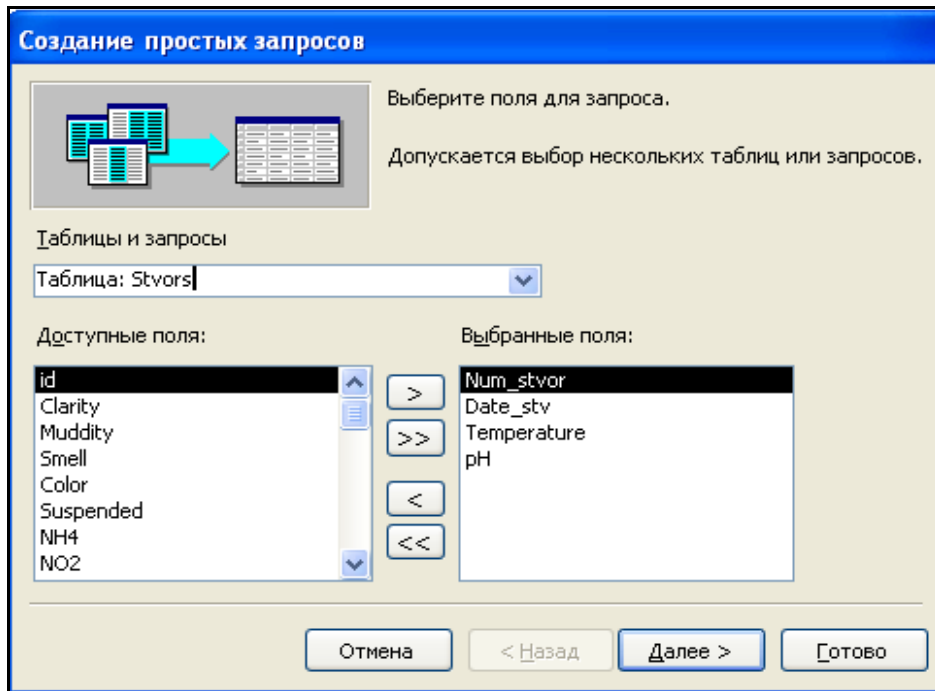 Создание простых запросов
Выберите поля для запроса.
Допускается выбор нескольких таблиц или запросов.
Таблицы и запросы
Таблица: Stvors
Доступные поля:
Выбранные поля:
id
Clarity
Muddity
Smell
Color
Suspended
NH4
NO2
>
>>
<
<<
Num_stvor
Date_stv
Temperature
pH
Отмена
< Назад
Далее >
Готово